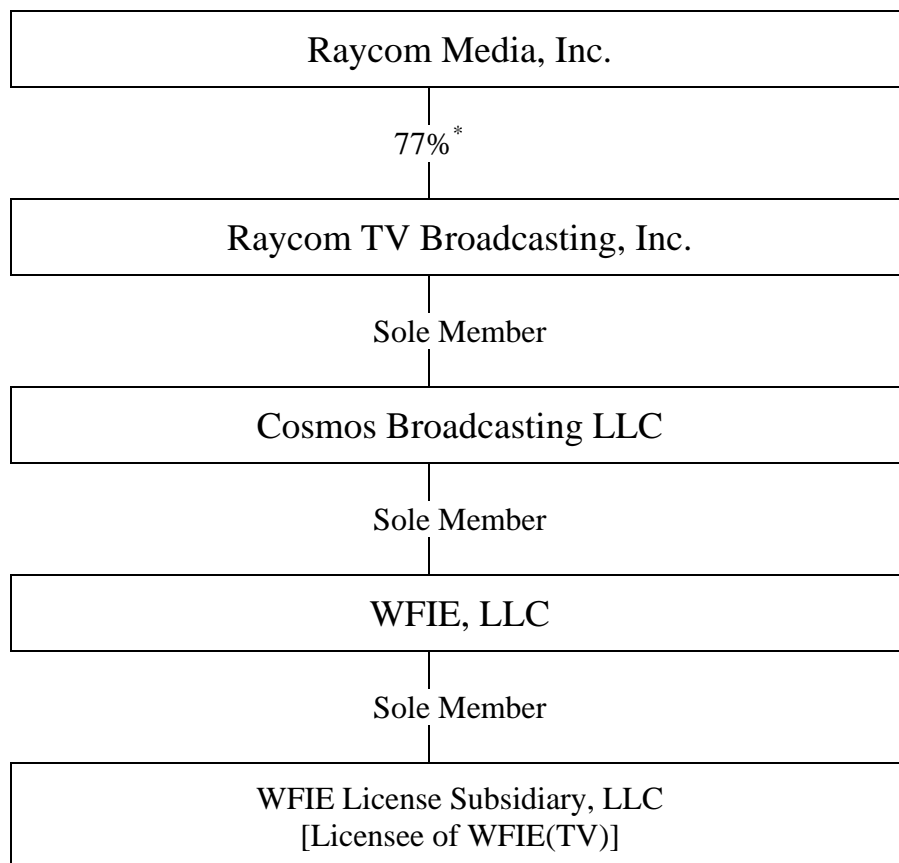 Raycom Media, Inc.
77%*
Raycom TV Broadcasting, Inc.
Sole Member
Cosmos Broadcasting LLC
Sole Member
WFIE, LLC
Sole Member
WFIE License Subsidiary, LLC
[Licensee of WFIE(TV)]